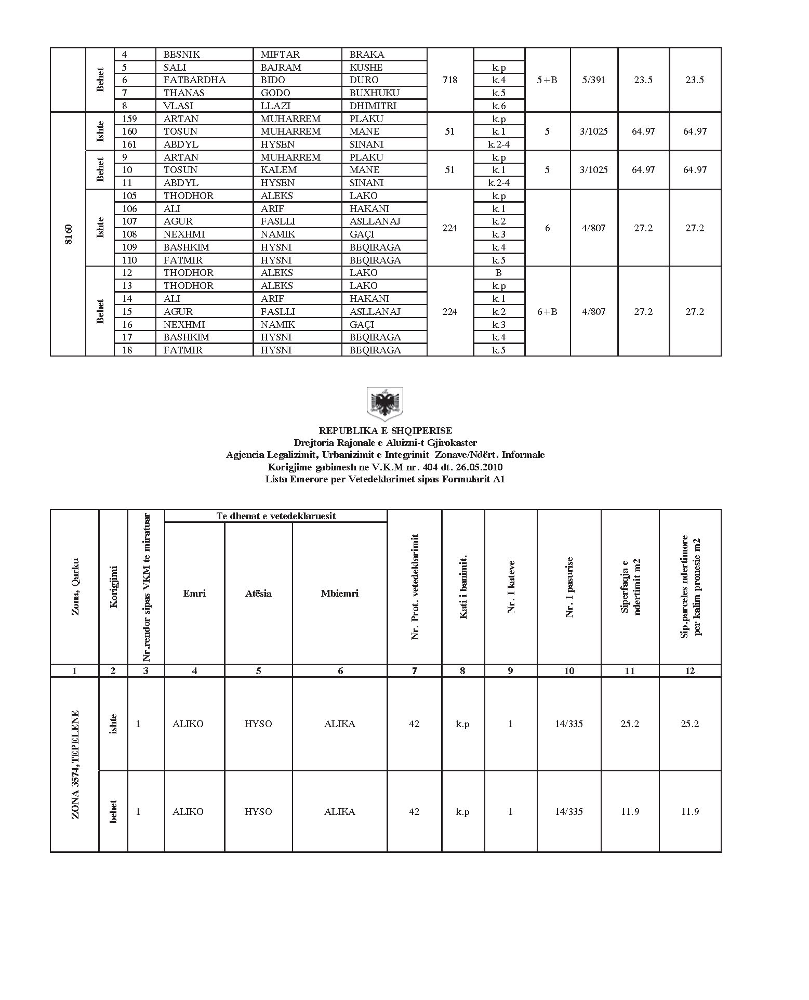 Behet
4 BESNIK MIFTAR BRAKA
5 SALI BAJRAM KUSHE k.p
6 FATBARDHA BIDO DURO 718 k.4 5+B 5/391 23.5 23.5
7 THANAS GODO BUXHUKU k.5
8 VLASI LLAZI DHIMITRI k.6
8160
Ishte
159 ARTAN MUHARREM PLAKU k.p
160 TOSUN MUHARREM MANE 51 k.1 5 3/1025 64.97 64.97
161 ABDYL HYSEN SINANI k.2-4
Behet
9 ARTAN MUHARREM PLAKU k.p
10 TOSUN KALEM MANE 51 k.1 5 3/1025 64.97 64.97
11 ABDYL HYSEN SINANI k.2-4
Ishte
105 THODHOR ALEKS LAKO k.p
106 ALI ARIF HAKANI k.1
107 AGUR FASLLI ASLLANAJ k.2
224 6 4/807 27.2 27.2
108 NEXHMI NAMIK GAÇI k.3
109 BASHKIM HYSNI BEQIRAGA k.4
110 FATMIR HYSNI BEQIRAGA k.5
Behet
12 THODHOR ALEKS LAKO B
13 THODHOR ALEKS LAKO k.p
14 ALI ARIF HAKANI k.1
15 AGUR FASLLI ASLLANAJ 224 k.2 6+B 4/807 27.2 27.2
16 NEXHMI NAMIK GAÇI k.3
17 BASHKIM HYSNI BEQIRAGA k.4
18 FATMIR HYSNI BEQIRAGA k.5
REPUBLIKA E SHQIPERISE
Drejtoria Rajonale e Aluizni-t Gjirokaster
Agjencia Legalizimit, Urbanizimit e Integrimit Zonave/Ndërt. Informale
Korigjime gabimesh ne V.K.M nr. 404 dt. 26.05.2010
Lista Emerore per Vetedeklarimet sipas Formularit A1
Zona, Qarku
Korigjimi
Nr.rendor sipas VKM te miratuar
Te dhenat e vetedeklaruesit
Emri Atësia Mbiemri
Nr. Prot. vetedeklarimit
Kati i banimit.
Nr. I kateve
Nr. I pasurise
Siperfaqja e
ndertimit m2
Sip.parceles ndertimore
per kalim pronesie m2
1 2 3 4 5 6 7 8 9 10 11 12
ZONA 3574,TEPELENE
ishte 1 ALIKO HYSO ALIKA 42 k.p 1 14/335 25.2 25.2
behet 1 ALIKO HYSO ALIKA 42 k.p 1 14/335 11.9 11.9